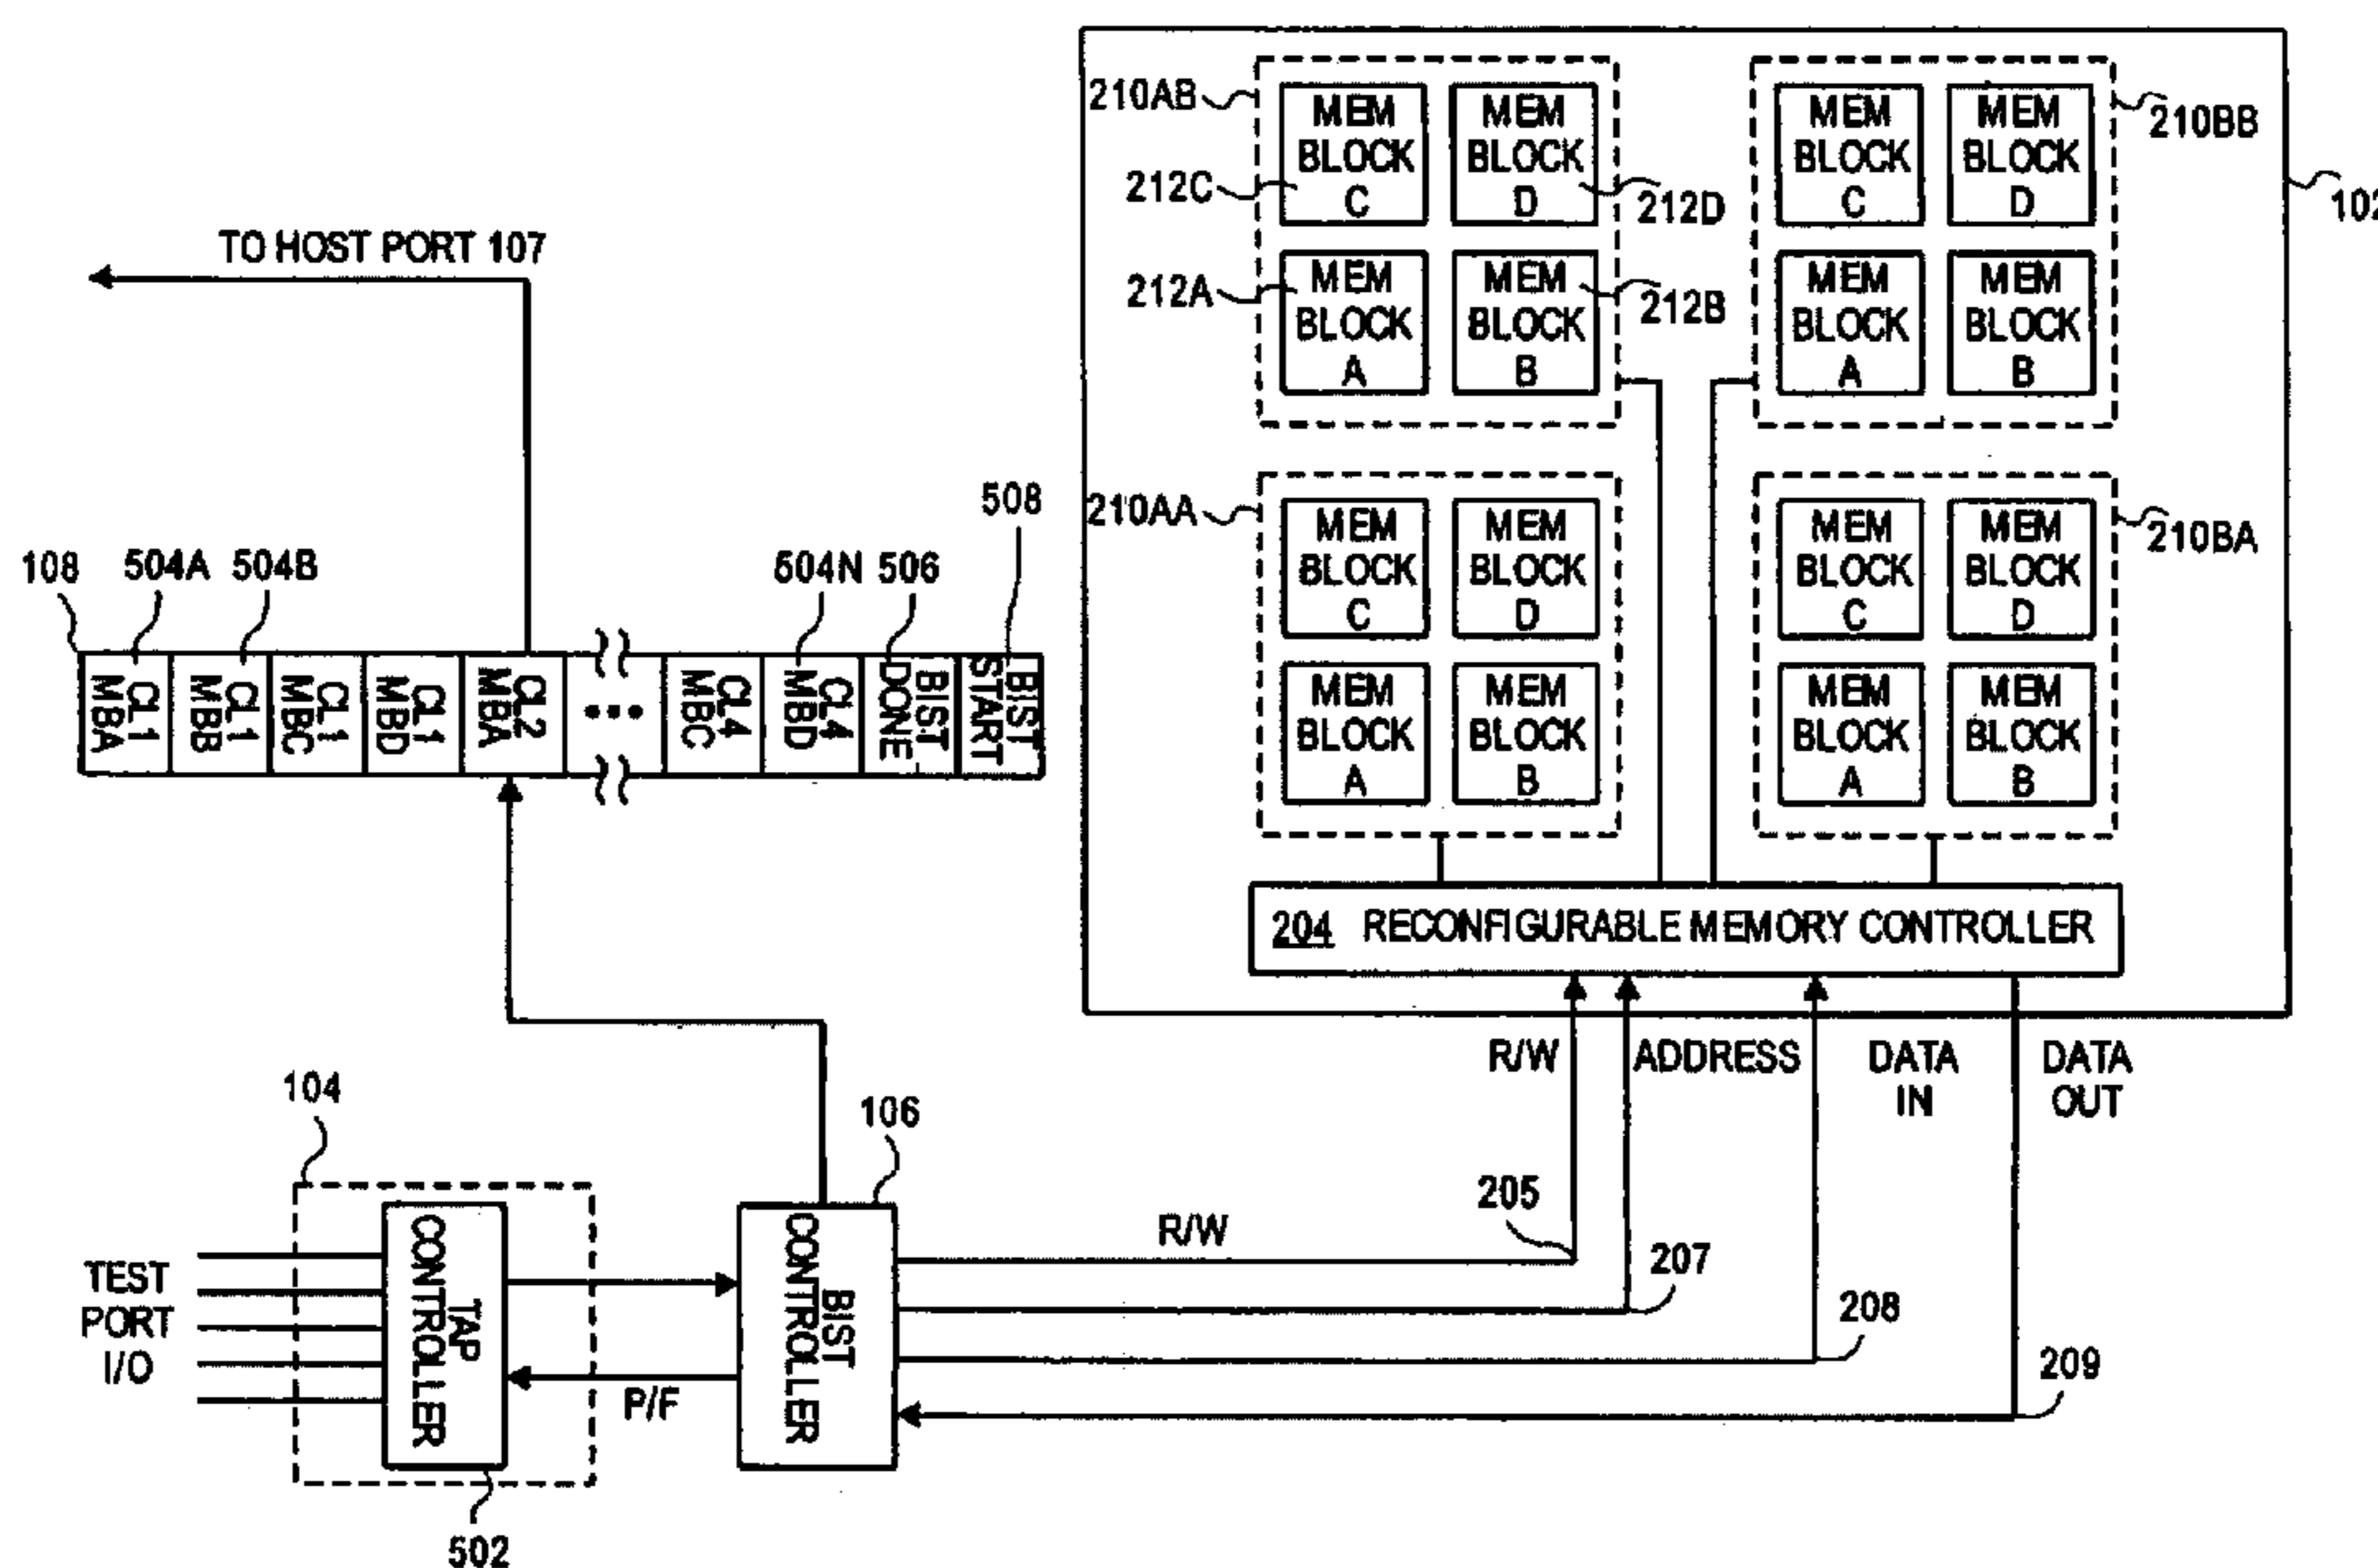 210AB
MEM BLOCK C
MEM BLOCK D
MEM BLOCK C
MEM BLOCK D
210BB
212C
212D
102
TO HOST PORT 107
212A
MEM BLOCK A
MEM BLOCK B
212B
MEM BLOCK A
MEM BLOCK B
508
210AA
MEM BLOCK C
MEM BLOCK D
MEM BLOCK C
MEM BLOCK D
210BA
108
504A
504B
504N
506
CL1 MBA
CL1 MBB
CL1 MBC
CL1 MBD
CL2 MBA
•••
CL4 MBC
CL4 MBD
BIST DONE
BIST START
MEM BLOCK A
MEM BLOCK B
MEM BLOCK A
MEM BLOCK B
204 RECONFIGURABLE MEMORY CONTROLLER
R/W
ADDRESS
DATA IN
DATA OUT
104
106
205
R/W
207
208
209
TEST PORT I/O
TAP CONTROLLER
P/F
BIST CONTROLLER
502